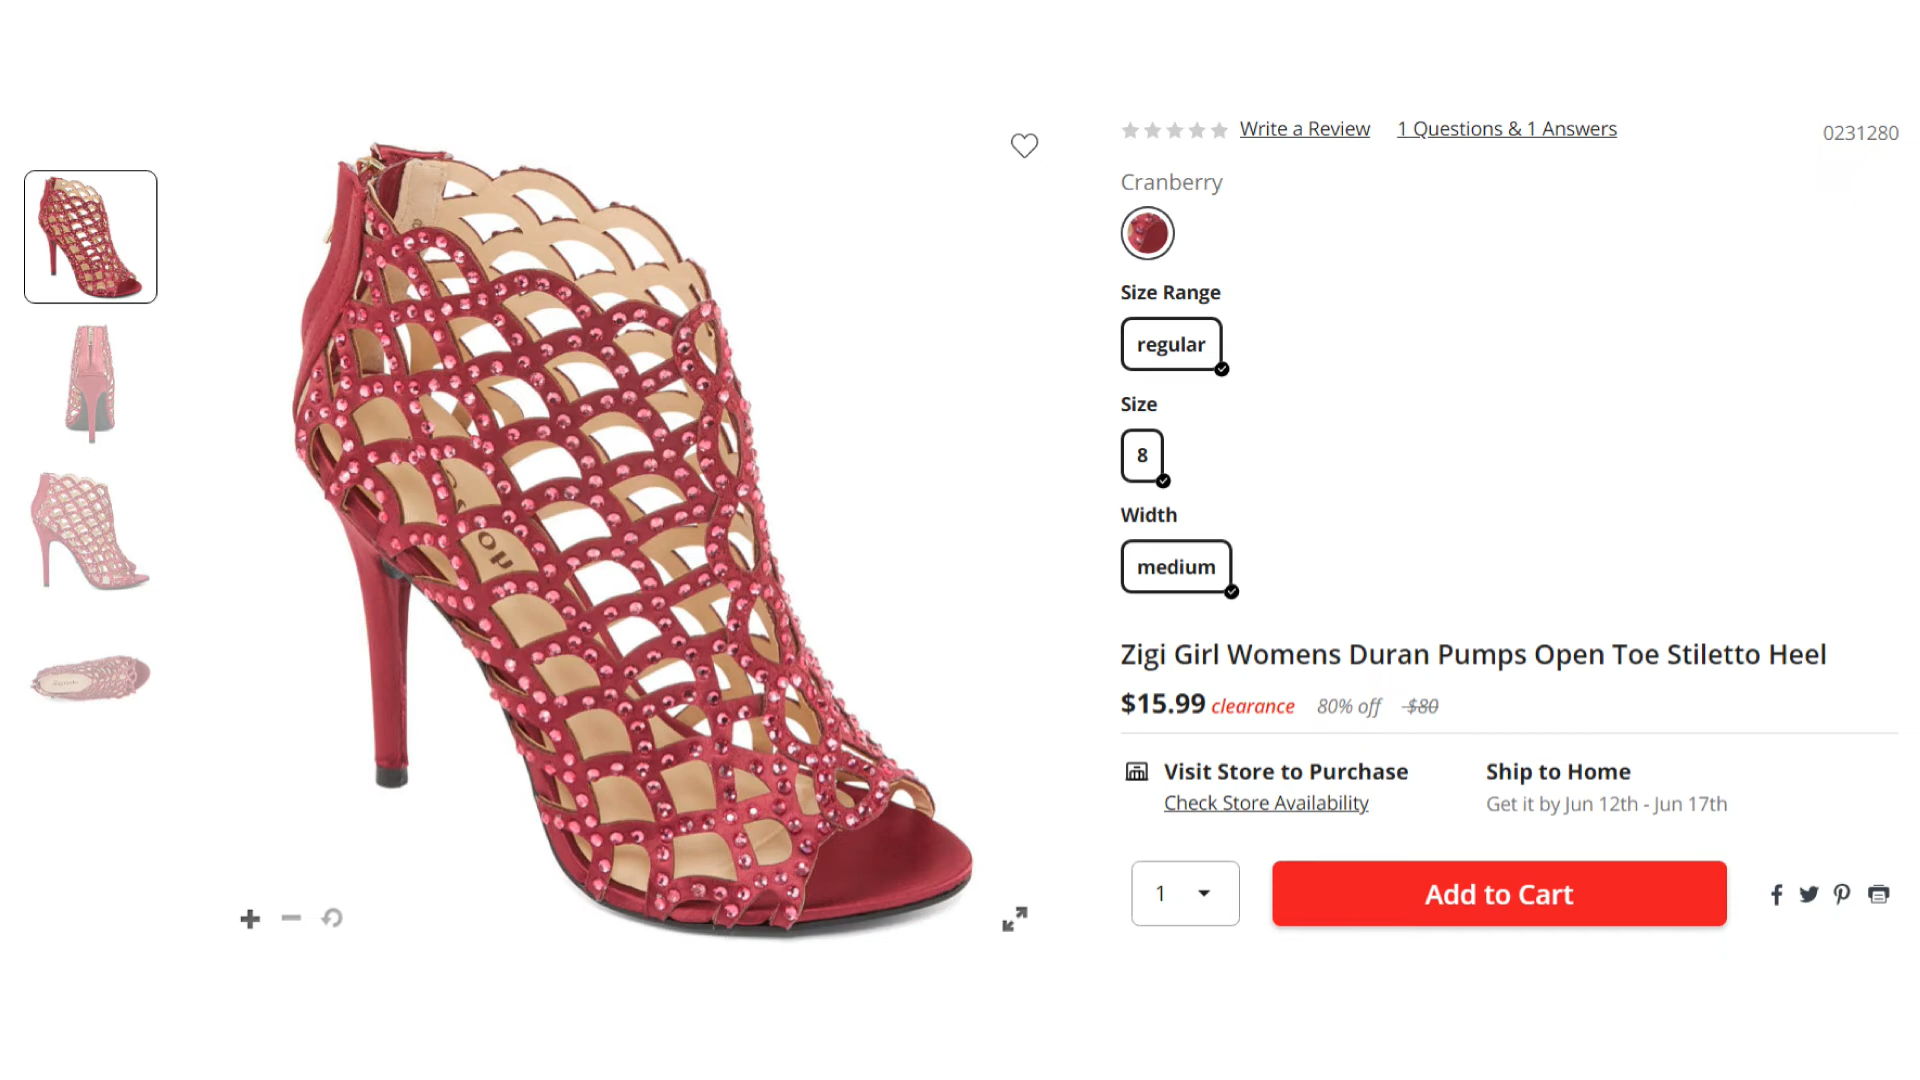 Write a Review 1 Questions & 1 Answers 0231280
Cranberry
Size Range
regular
Size
8
Width
medium
Zigi Girl Womens Duran Pumps Open Toe Stiletto Heel
$15.99 clearance 80% off $80
Visit Store to Purchase Ship to Home
Check Store Availability Get it by Jun 12th - Jun 17th
1 Add to Cart